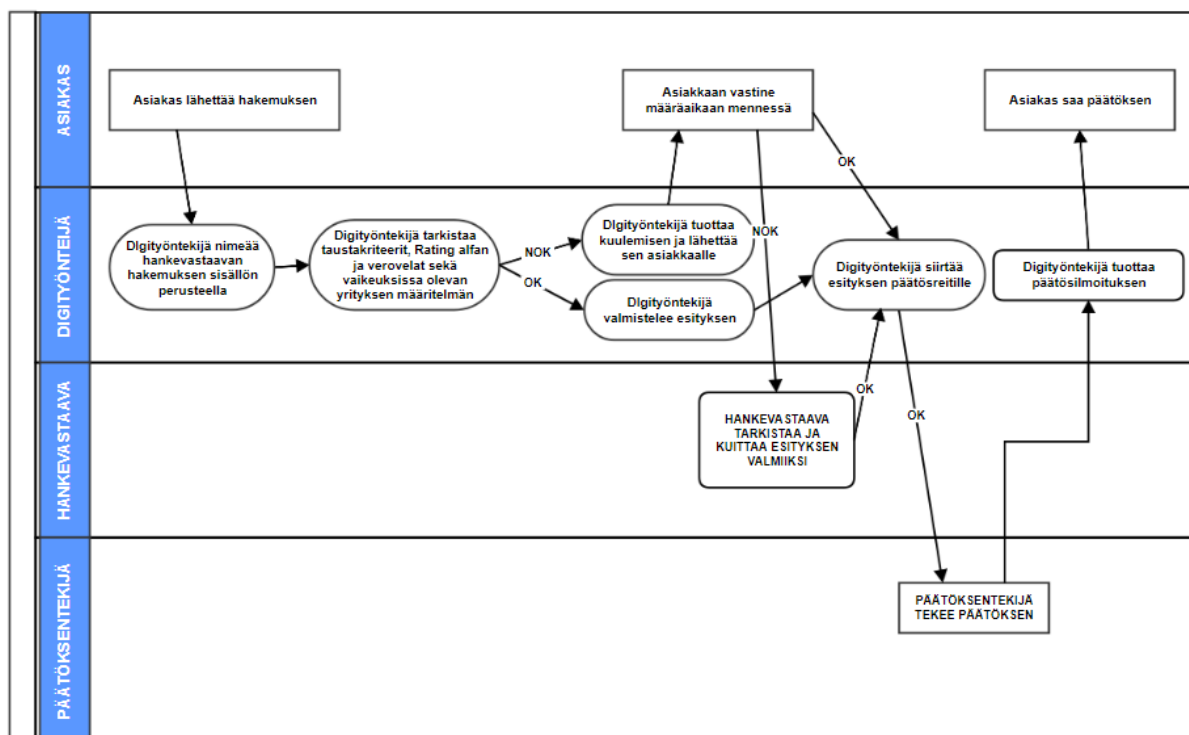 ASIAKAS
Asiakas lähettää hakemuksen
Asiakkaan vastine
määräaikaan mennessä
Asiakas saa päätöksen
OK
DIGITYÖNTEIJÄ
DIgityöntekijä nimeää
hankevastaavan
hakemuksen sisällön
perusteella
Digityöntekijä tarkistaa
taustakriteerit, Rating alfan
ja verovelat sekä
vaikeuksissa olevan
yrityksen määritelmän
NOK
OK
DIgityöntekijä tuottaa
kuulemisen ja lähettää
sen asiakkaalle
NOK
DIgityöntekijä
valmistelee esityksen
Digityöntekijä siirtää
esityksen päätösreitille
Digityöntekijä tuottaa
päätösilmoituksen
HANKEVASTAAVA
HANKEVASTAAVA
TARKISTAA JA
KUITTAA ESITYKSEN
VALMIIKSI
OK
OK
PÄÄTÖKSENTEKIJÄ
PÄÄTÖKSENTEKIJÄ
TEKEE PÄÄTÖKSEN